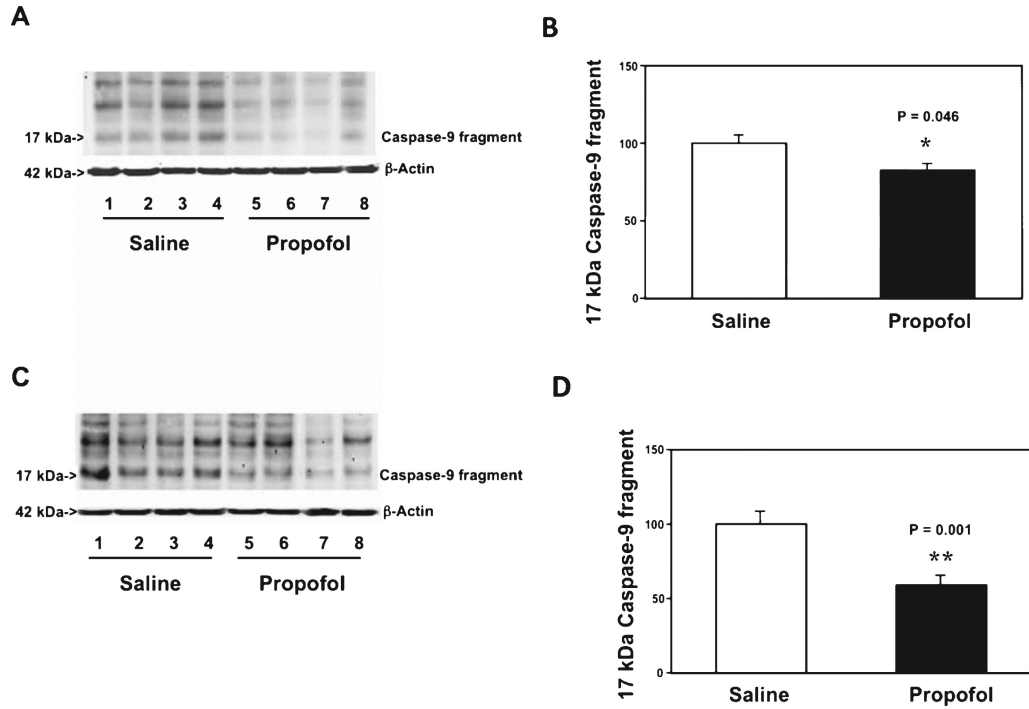 A
17 kDa->
Caspase-9 fragment
42 kDa->
β-Actin
1 2 3 4 5 6 7 8
Saline Propofol
B
17 kDa Caspase-9 fragment
150
100
50
0
P = 0.046
*
Saline Propofol
C
17 kDa->
Caspase-9 fragment
42 kDa->
β-Actin
1 2 3 4 5 6 7 8
Saline Propofol
D
17 kDa Caspase-9 fragment
150
100
50
0
P = 0.001
**
Saline Propofol